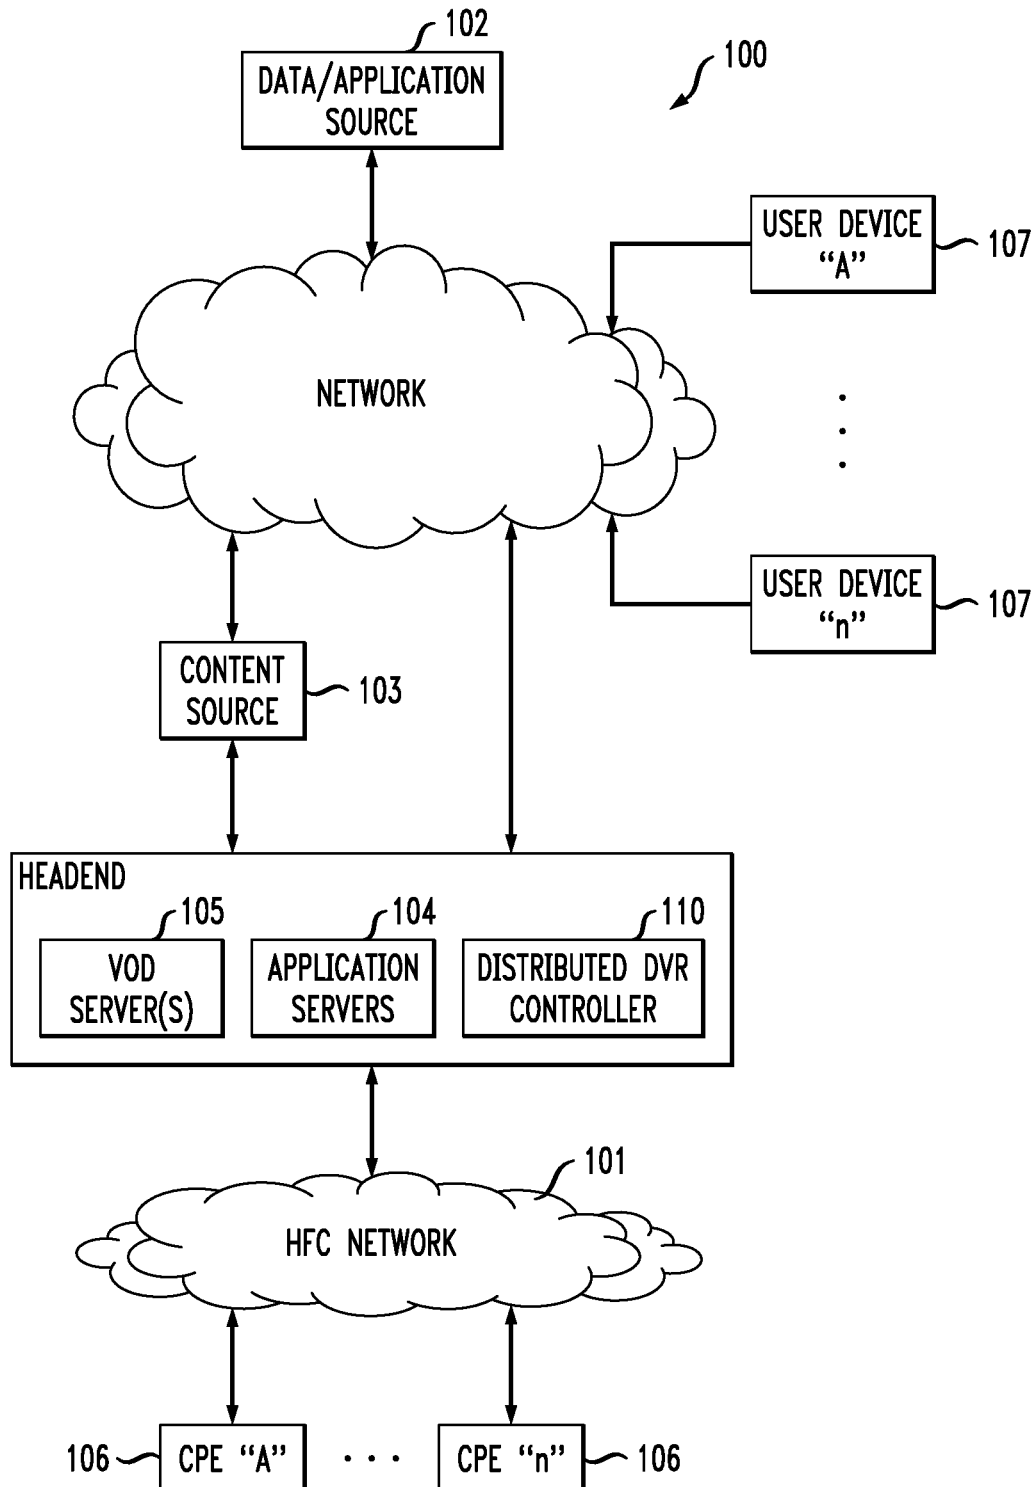 102
DATA/APPLICATION
SOURCE
100
USER DEVICE
“A”
107
NETWORK
USER DEVICE
“n”
107
CONTENT
SOURCE
103
HEADEND
105
VOD
SERVER(S)
104
APPLICATION
SERVERS
110
DISTRIBUTED DVR
CONTROLLER
101
HFC NETWORK
106
CPE “A”
CPE “n”
106